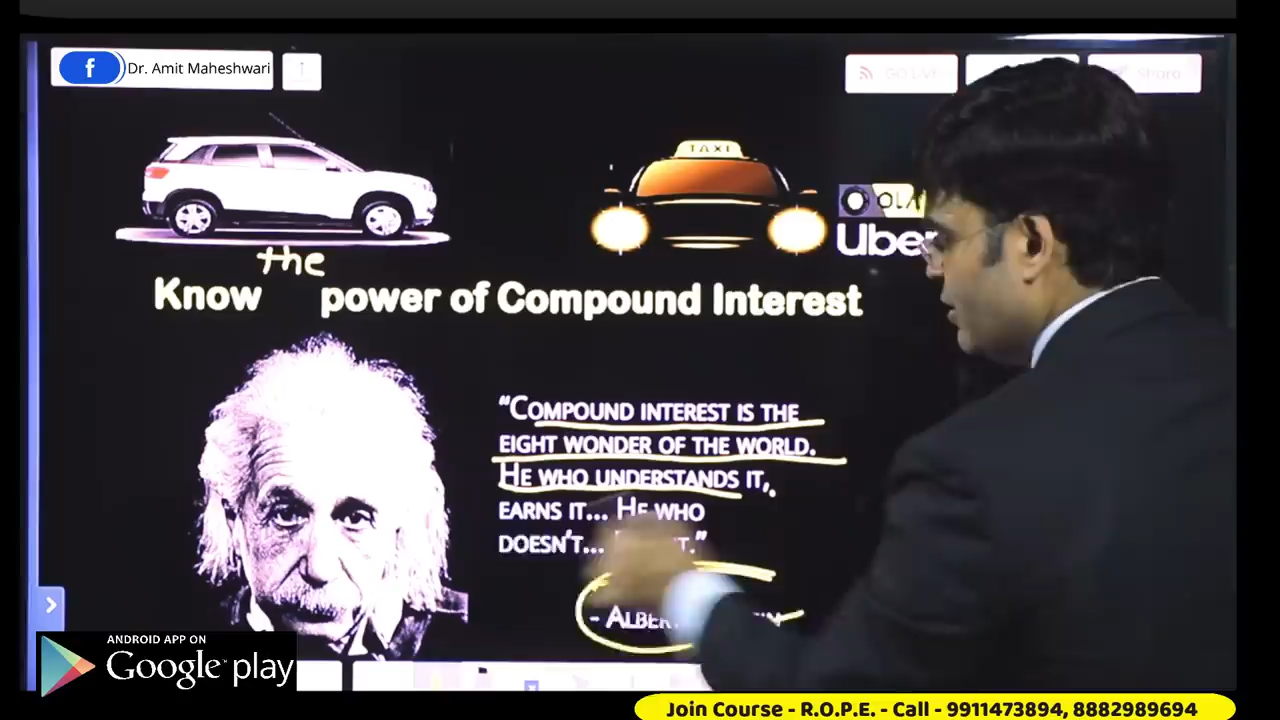 f Dr. Amit Maheshwari
TAXI
Uber
the
Know power of Compound Interest
“COMPOUND INTEREST IS THE
EIGHT WONDER OF THE WORLD.
HE WHO UNDERSTANDS IT,
EARNS IT... HE WHO
DOESN'T...
ANDROID APP ON
Google play
Join Course - R.O.P.E. - Call - 9911473894, 8882989694